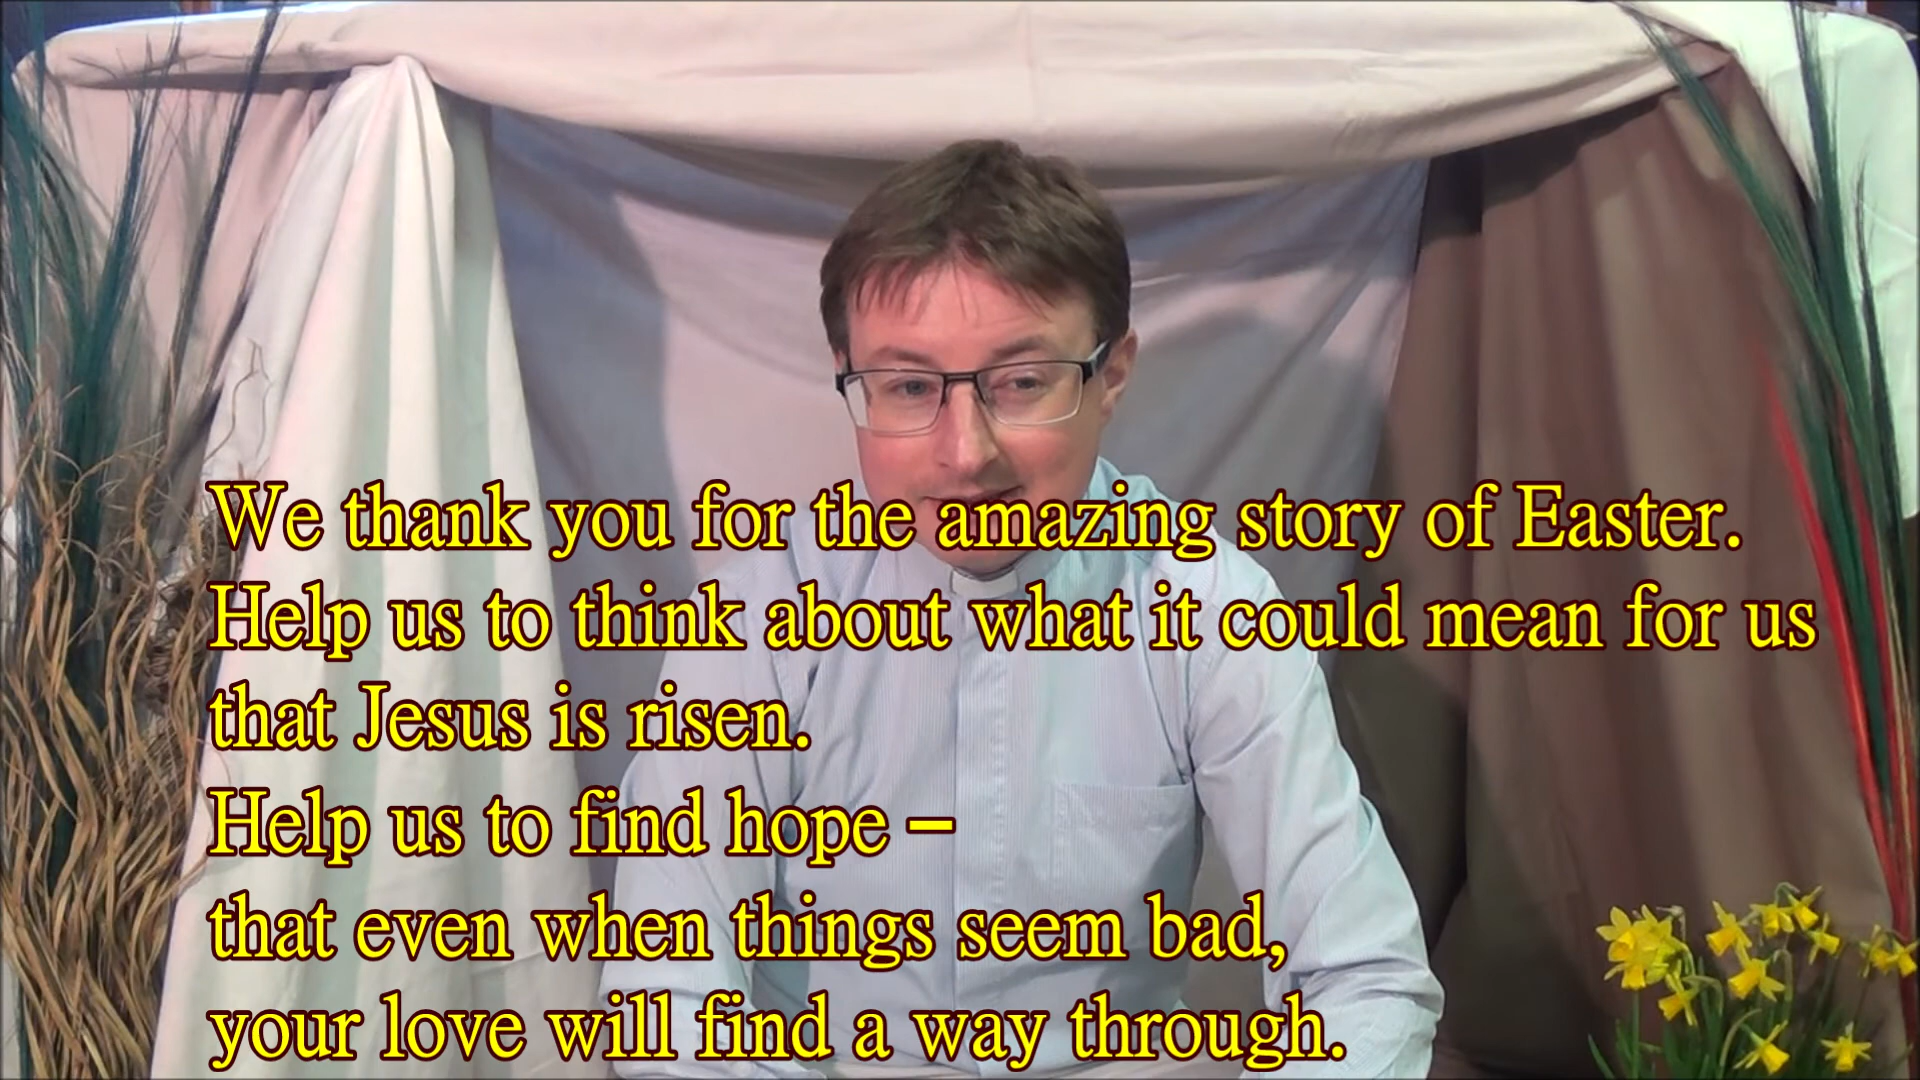 We thank you for the amazing story of Easter.
Help us to think about what it could mean for us
that Jesus is risen.
Help us to find hope –
that even when things seem bad,
your love will find a way through.